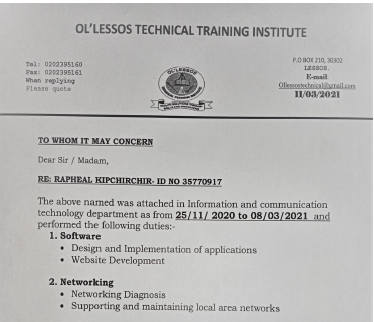 OL'LESSOS TECHNICAL TRAINING INSTITUTE
Tel: 0202395160
Fax: 0202395161
When replying
Please quote
P.O BOX 210, 30302
LESSOS.
E-mail
Ollessostechnical@gmail.com
11/03/2021
OL'LESSOS
TO WHOM IT MAY CONCERN
Dear Sir / Madam,
RE: RAPHEAL KIPCHIRCHIR- ID NO 35770917
The above named was attached in Information and communication
technology department as from 25/11/ 2020 to 08/03/2021 and
performed the following duties:-
1. Software
• Design and Implementation of applications
• Website Development
2. Networking
• Networking Diagnosis
• Supporting and maintaining local area networks